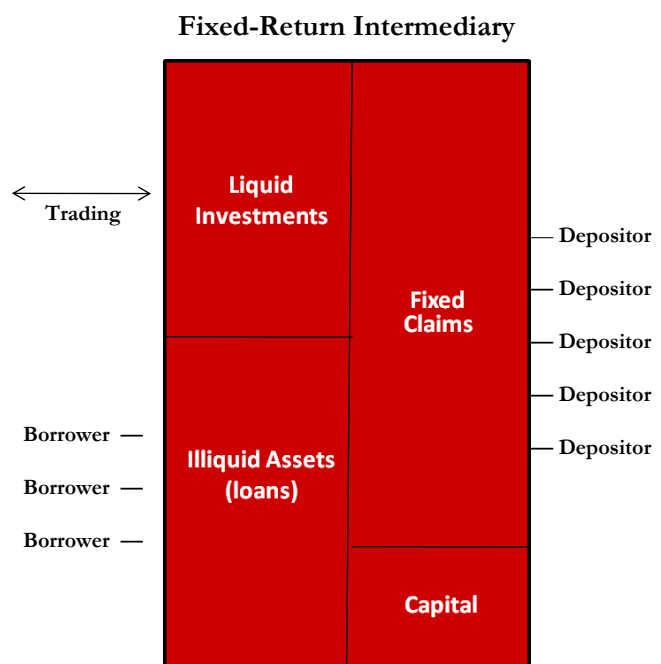 Fixed-Return Intermediary
Liquid
Investments
Trading
Depositor
Depositor
Fixed
Claims
Depositor
Depositor
Borrower
Depositor
Illiquid Assets
(loans)
Borrower
Borrower
Capital